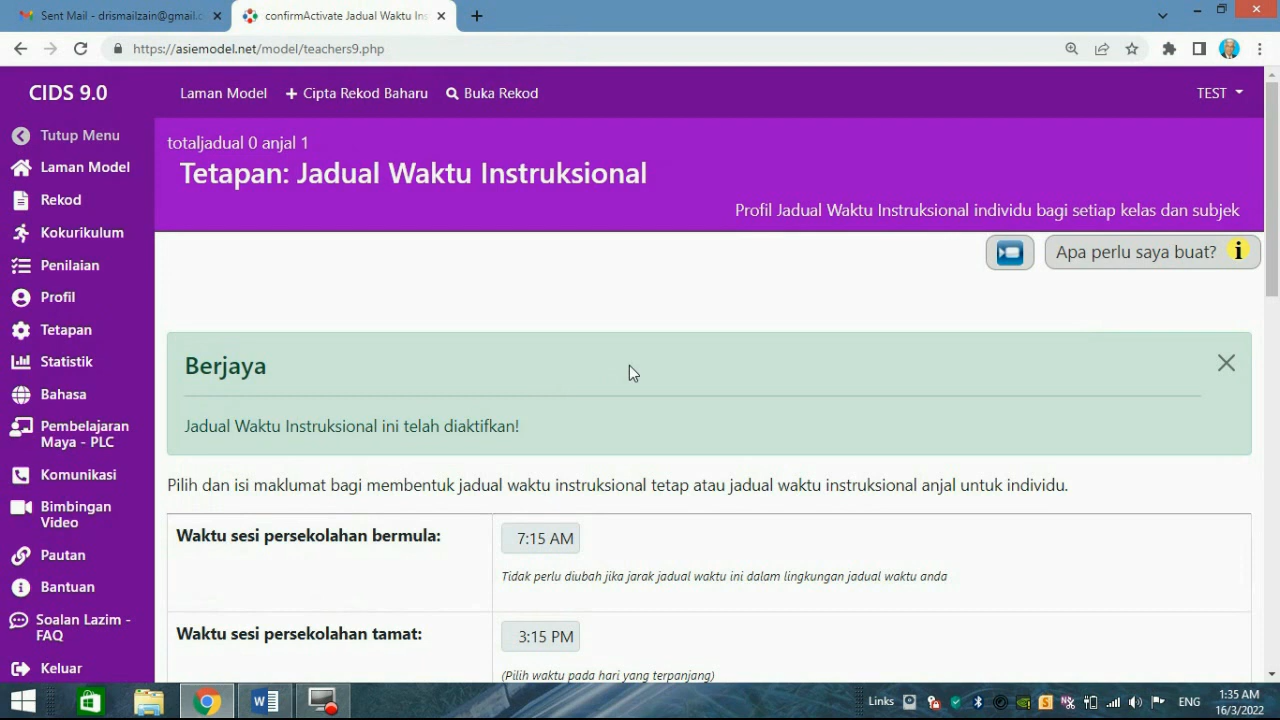 Sent Mail - drismailzain@gmail.c
confirmActivate Jadual Waktu Ins
https://asiemodel.net/model/teachers9.php
CIDS 9.0
Laman Model
Cipta Rekod Baharu
Buka Rekod
TEST
Tutup Menu
Laman Model
Rekod
Kokurikulum
Penilaian
Profil
Tetapan
Statistik
Bahasa
Pembelajaran
Maya - PLC
Komunikasi
Bimbingan
Video
Pautan
Bantuan
Soalan Lazim -
FAQ
Keluar
totaljadual 0 anjal 1
Tetapan: Jadual Waktu Instruksional
Profil Jadual Waktu Instruksional individu bagi setiap kelas dan subjek
Apa perlu saya buat?
Berjaya
Jadual Waktu Instruksional ini telah diaktifkan!
Pilih dan isi maklumat bagi membentuk jadual waktu instruksional tetap atau jadual waktu instruksional anjal untuk individu.
Waktu sesi persekolahan bermula:
7:15 AM
Tidak perlu diubah jika jarak jadual waktu ini dalam lingkungan jadual waktu anda
Waktu sesi persekolahan tamat:
3:15 PM
(Pilih waktu pada hari yang terpanjang)
Links
ENG
1:35 AM
16/3/2022